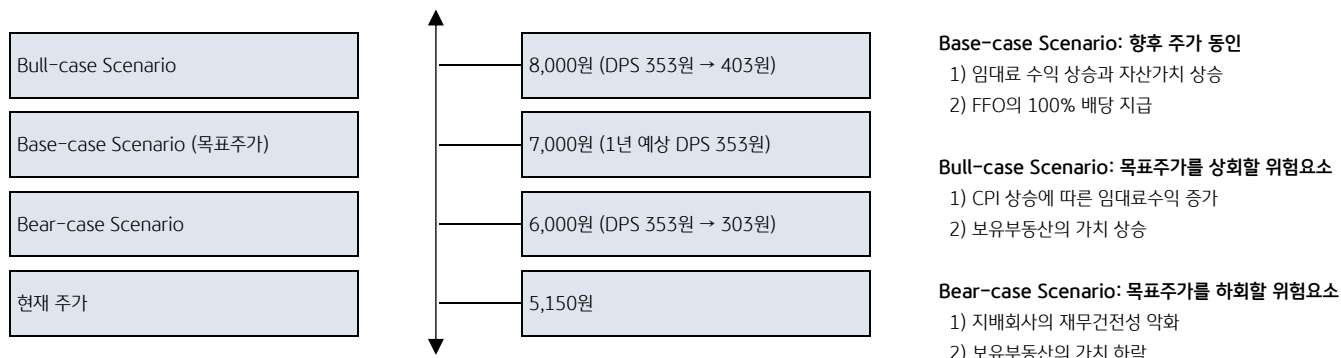 Bull-case Scenario
8,000원 (DPS 353원 → 403원)
Base-case Scenario (목표주가)
7,000원 (1년 예상 DPS 353원)
Bear-case Scenario
6,000원 (DPS 353원 → 303원)
현재 주가
5,150원
Base-case Scenario: 향후 주가 동인
1) 임대료 수익 상승과 자산가치 상승
2) FFO의 100% 배당 지급
Bull-case Scenario: 목표주가를 상회할 위험요소
1) CPI 상승에 따른 임대료수익 증가
2) 보유부동산의 가치 상승
Bear-case Scenario: 목표주가를 하회할 위험요소
1) 지배회사의 재무건전성 악화
2) 보유부동산의 가치 하락